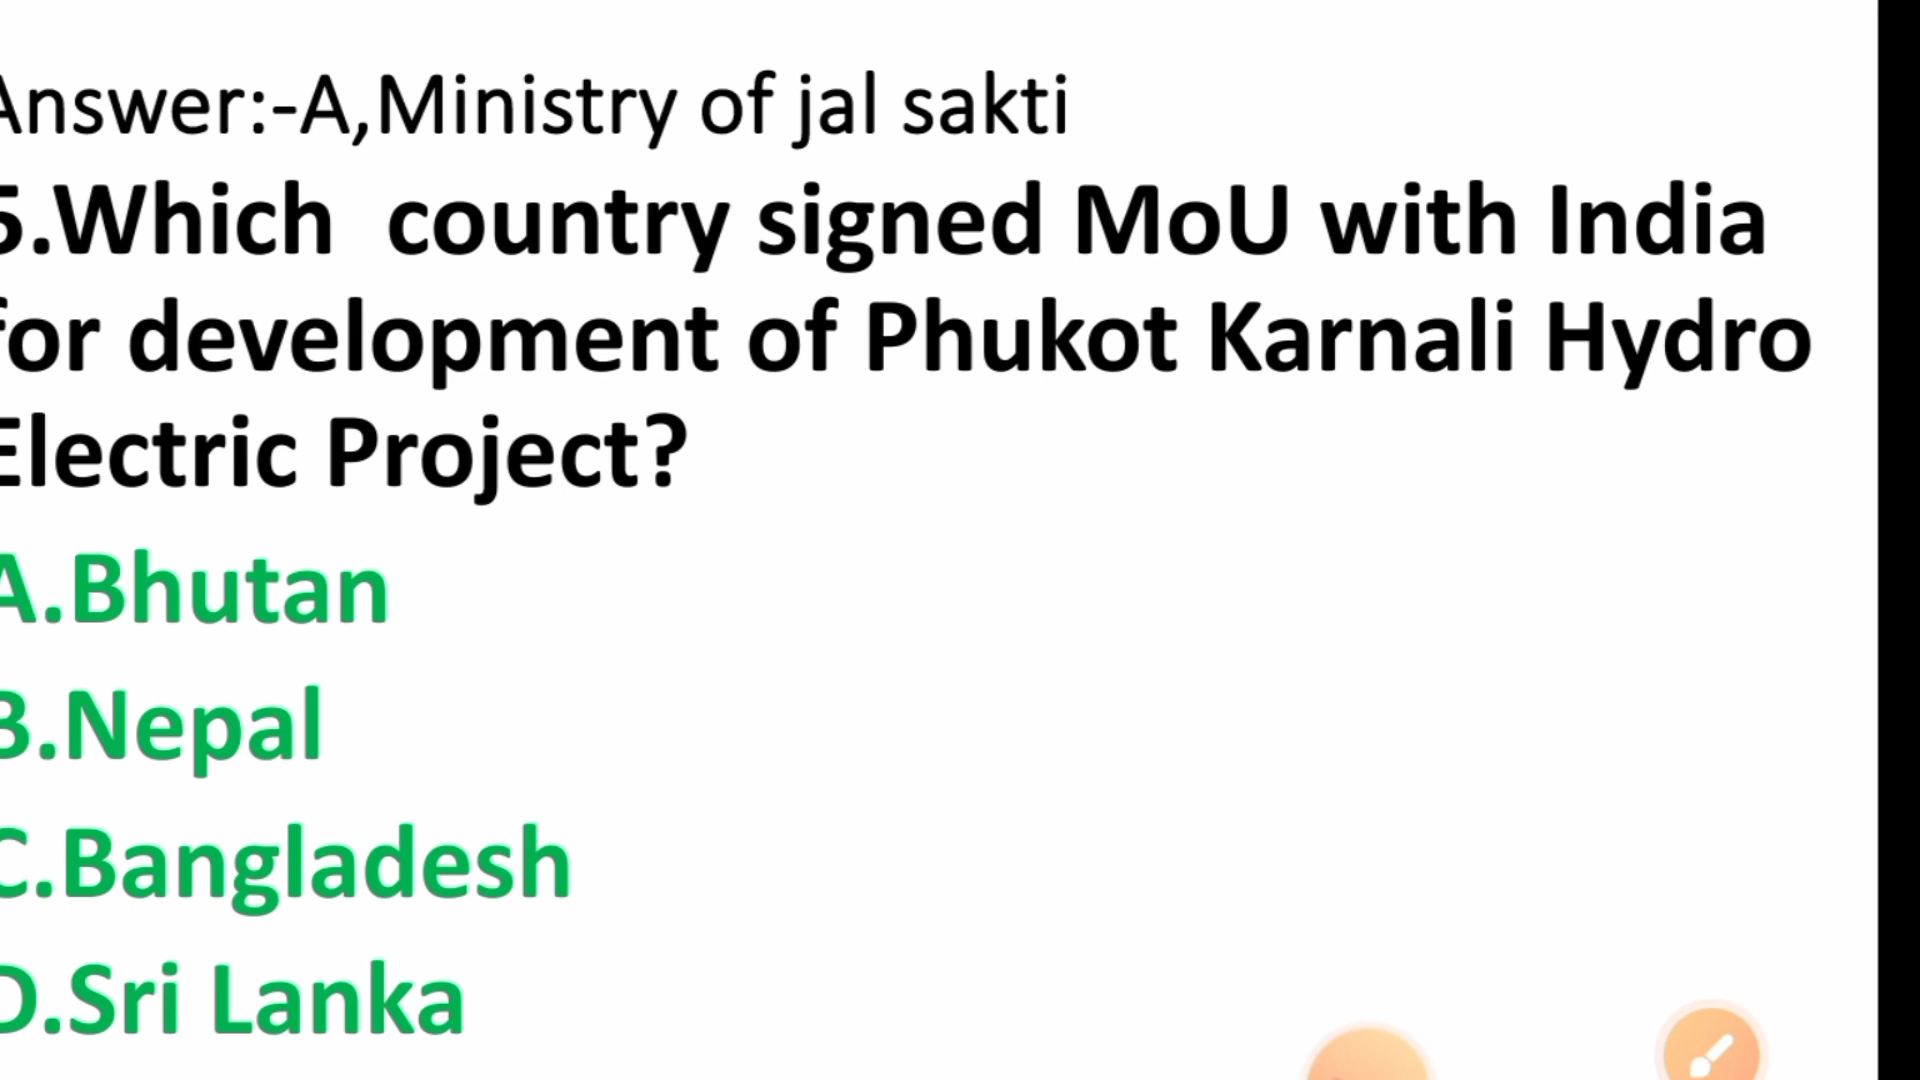 Answer:-A,Ministry of jal sakti
5.Which  country signed MoU with India
for development of Phukot Karnali Hydro
Electric Project?
A.Bhutan
B.Nepal
C.Bangladesh
D.Sri Lanka